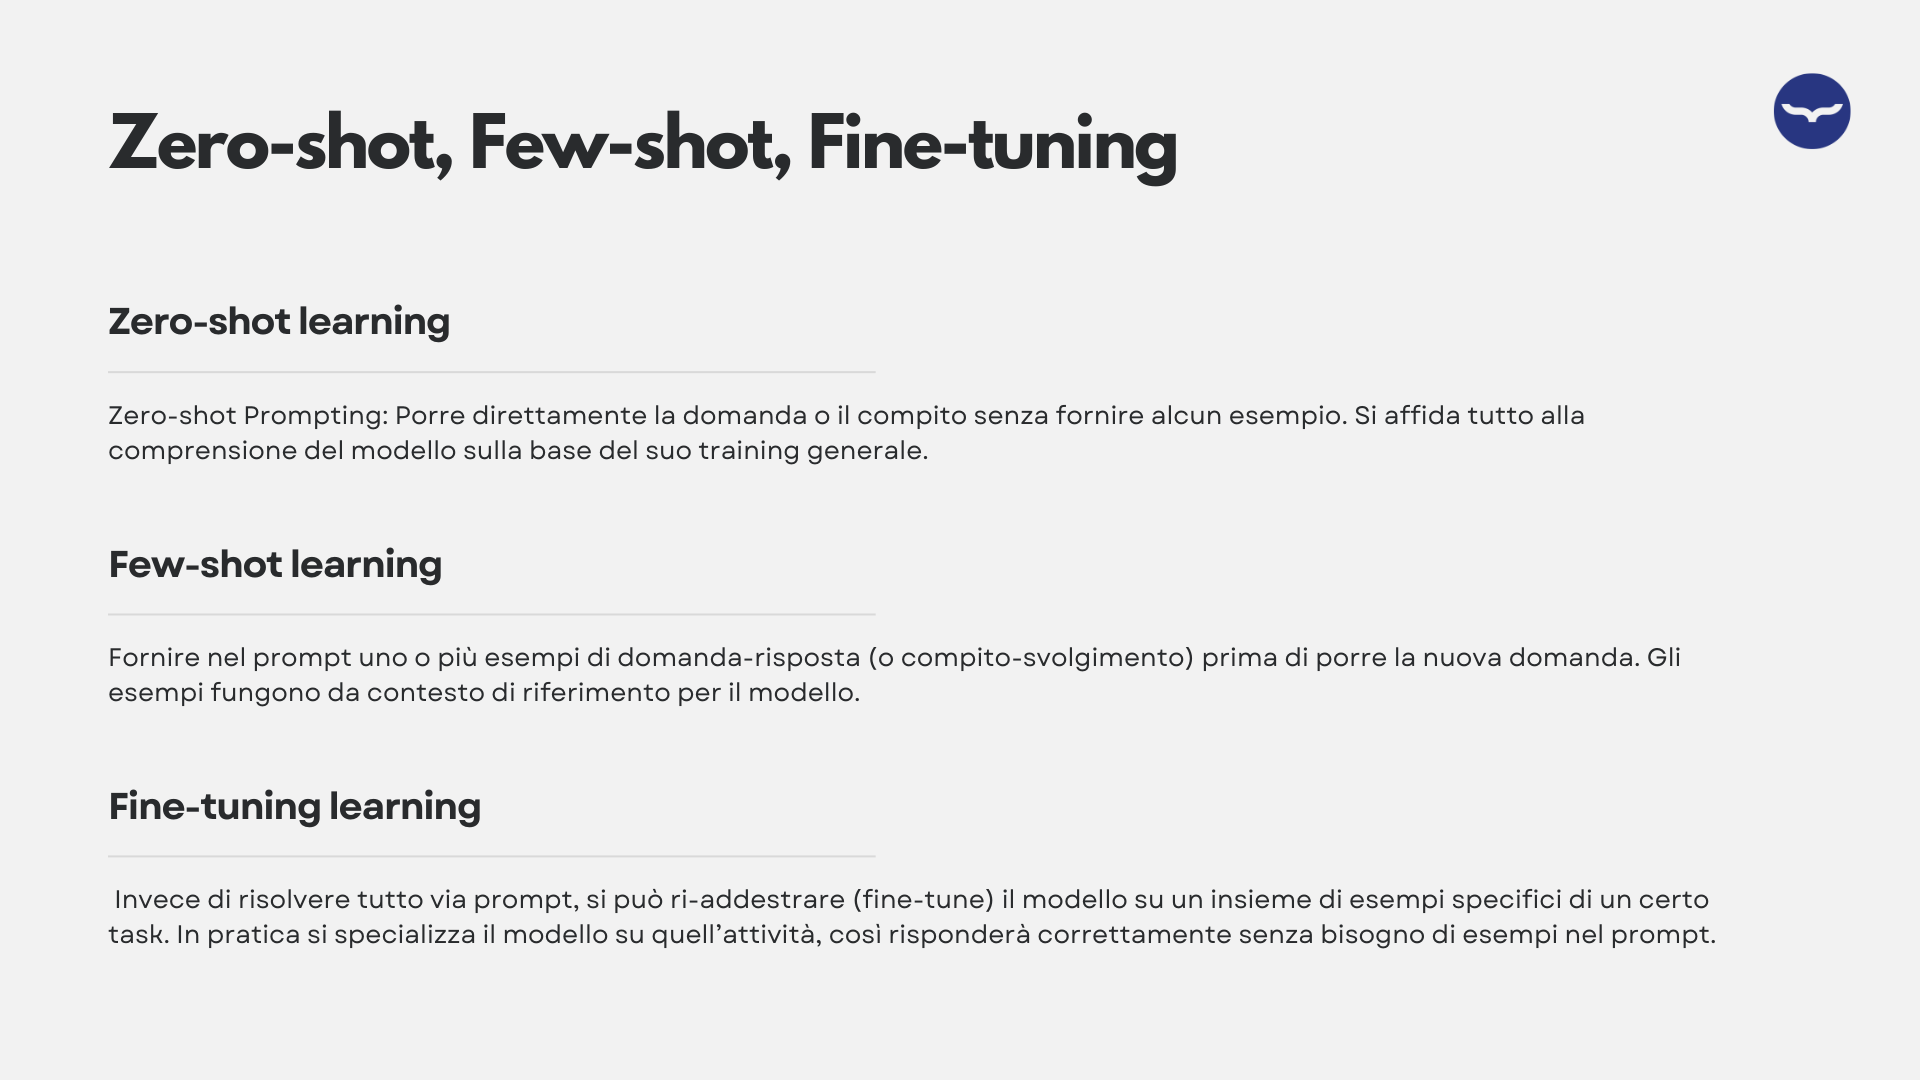 Zero-shot, Few-shot, Fine-tuning
Zero-shot learning
Zero-shot Prompting: Porre direttamente la domanda o il compito senza fornire alcun esempio. Si affida tutto alla
comprensione del modello sulla base del suo training generale.
Few-shot learning
Fornire nel prompt uno o più esempi di domanda-risposta (o compito-svolgimento) prima di porre la nuova domanda. Gli
esempi fungono da contesto di riferimento per il modello.
Fine-tuning learning
Invece di risolvere tutto via prompt, si può ri-addestrare (fine-tune) il modello su un insieme di esempi specifici di un certo
task. In pratica si specializza il modello su quell’attività, così risponderà correttamente senza bisogno di esempi nel prompt.